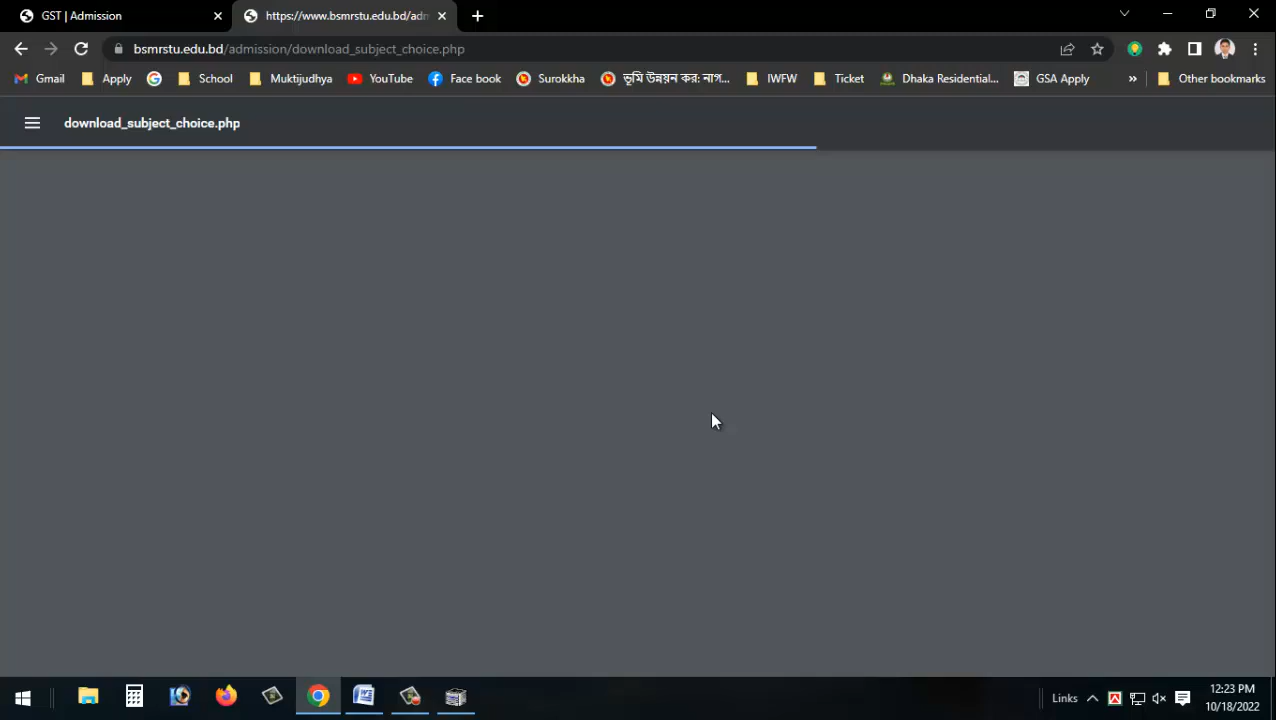 GST | Admission
https://www.bsmrstu.edu.bd/adm
bsmrstu.edu.bd/admission/download_subject_choice.php
Gmail Apply School Muktijudhya YouTube Face book Surokkha ভূমি উন্নয়ন কর: নাগ... IWFW Ticket Dhaka Residential... GSA Apply » Other bookmarks
download_subject_choice.php
Links
12:23 PM
10/18/2022